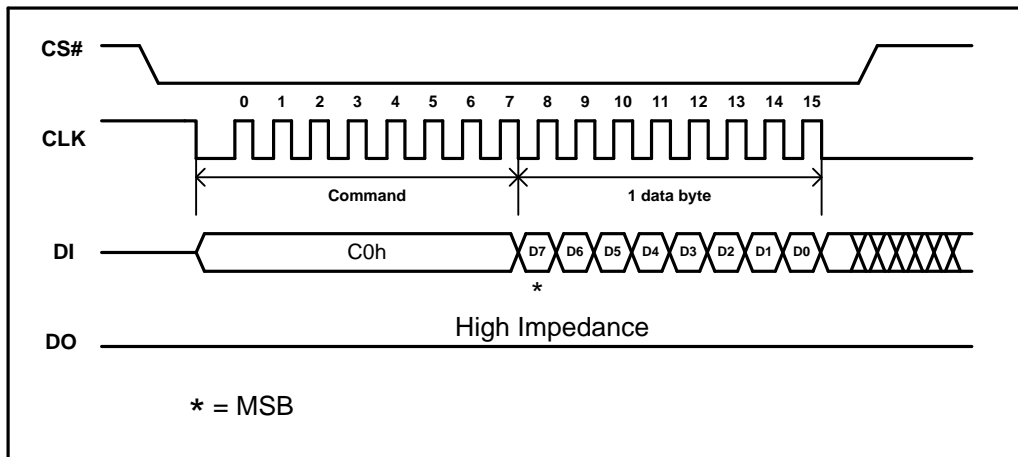 CS#
0 1 2 3 4 5 6 7 8 9 10 11 12 13 14 15
CLK
Command 1 data byte
DI C0h D7 D6 D5 D4 D3 D2 D1 D0
*
High Impedance
DO
* = MSB